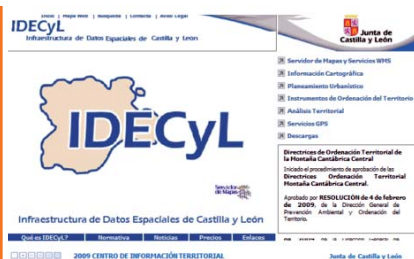 Inicio | Mapa Web | Búsqueda | Contacta | Aviso Legal
IDECyL
Infraestructura de Datos Espaciales de Castilla y León
Junta de
Castilla y León
Servidor de Mapas y Servicios WMS
Información Cartográfica
Planeamiento Urbanístico
Instrumentos de Ordenación del Territorio
Análisis Territorial
Servicios GPS
Descargas
IDECyL
Servidor
de Mapas
Infraestructura de Datos Espaciales de Castilla y León
Directrices de Ordenación Territorial de
la Montaña Cantábrica Central
Iniciado el procedimiento de aprobación de las
Directrices Ordenación Territorial
Montaña Cantábrica Central.
Aprobado por RESOLUCIÓN de 4 de febrero
de 2009, de la Dirección General de
Prevención Ambiental y Ordenación del
Territorio.
Qué es IDECyL? Normativa Noticias Precios Enlaces
2009 CENTRO DE INFORMACIÓN TERRITORIAL
Junta de Castilla y León